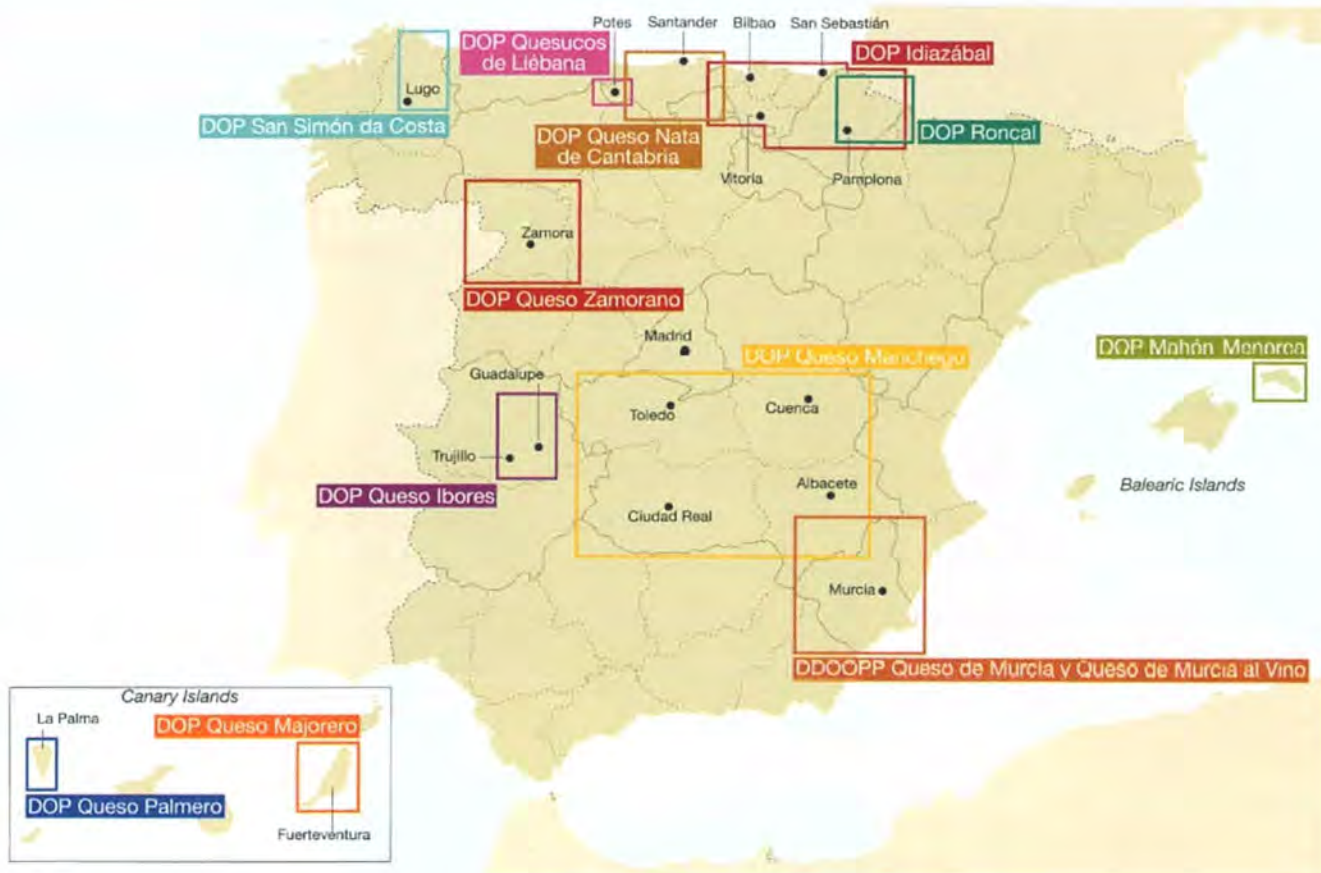 Potes
Santander
Bilbao
San Sebastián
DOP Quesucos
de Liébana
DOP Idiazábal
Lugo
DOP San Simón da Costa
DOP Queso Nata
de Cantabria
DOP Roncal
Vitoria
Pamplona
Zamora
DOP Queso Zamorano
Madrid
DOP Queso Manchego
DOP Mahón Menorca
Guadalupe
Toledo
Cuenca
Trujillo
DOP Queso Ibores
Albacete
Balearic Islands
Ciudad Real
Murcia
DDOOPP Queso de Murcia y Queso de Murcia al Vino
Canary Islands
La Palma
DOP Queso Majorero
DOP Queso Palmero
Fuerteventura